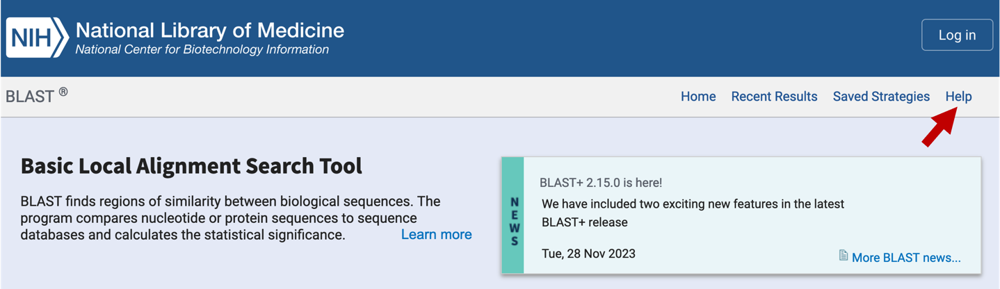 NIH National Library of Medicine
National Center for Biotechnology Information
Log in
BLAST ®
Home Recent Results Saved Strategies Help
Basic Local Alignment Search Tool
BLAST finds regions of similarity between biological sequences. The
program compares nucleotide or protein sequences to sequence
databases and calculates the statistical significance. Learn more
NEWS
BLAST+ 2.15.0 is here!
We have included two exciting new features in the latest
BLAST+ release
Tue, 28 Nov 2023
More BLAST news...